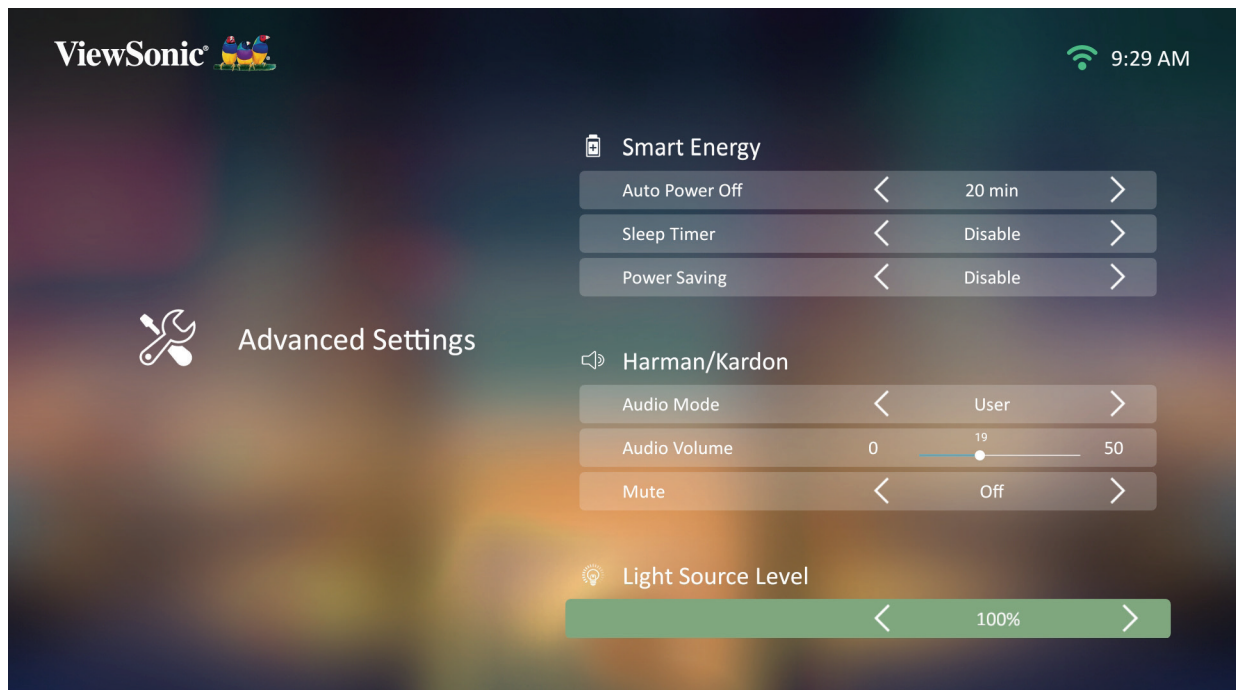 ViewSonic®
9:29 AM
Advanced Settings
Smart Energy
Auto Power Off 20 min
Sleep Timer Disable
Power Saving Disable
Harman/Kardon
Audio Mode User
Audio Volume 0 19 50
Mute Off
Light Source Level
100%